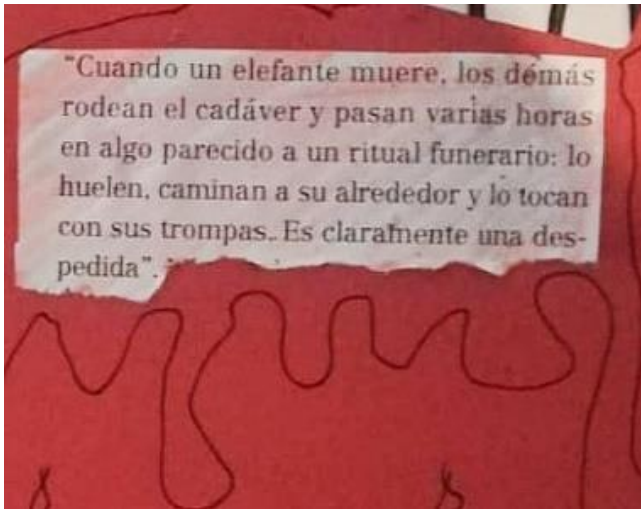 "Cuando un elefante muere, los demás
rodean el cadáver y pasan varias horas
en algo parecido a un ritual funerario: lo
huelen, caminan a su alrededor y lo tocan
con sus trompas. Es claramente una des-
pedida".